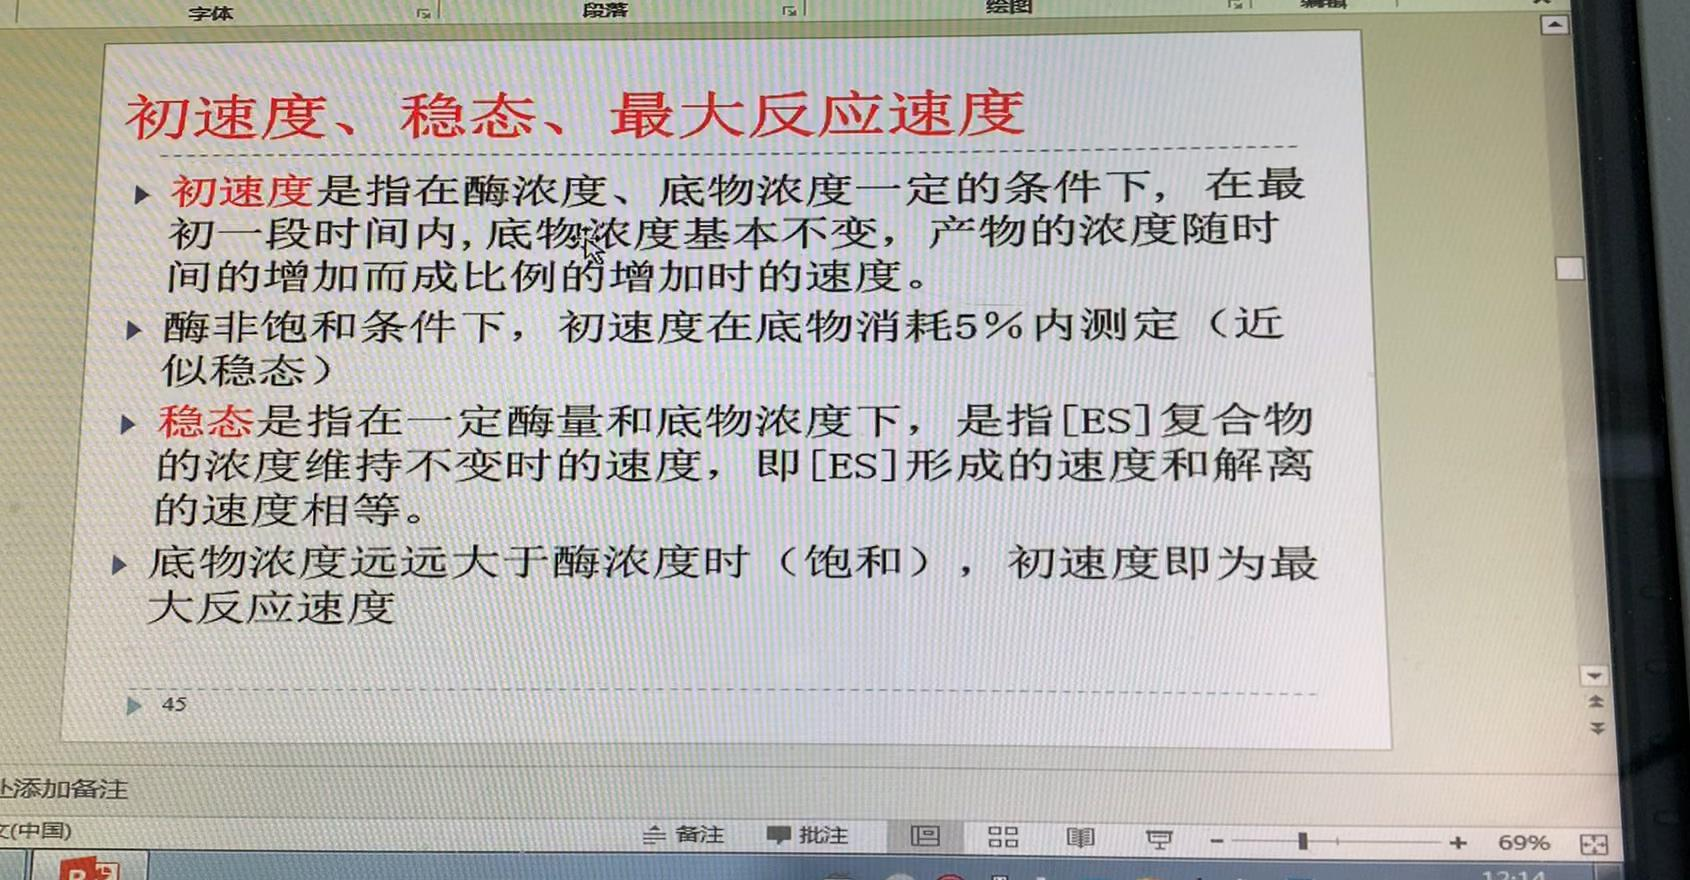 字体 段落 绘图 编辑
初速度、稳态、最大反应速度
初速度是指在酶浓度、底物浓度一定的条件下，在最
初一段时间内,底物浓度基本不变，产物的浓度随时
间的增加而成比例的增加时的速度。
酶非饱和条件下，初速度在底物消耗5%内测定（近
似稳态）
稳态是指在一定酶量和底物浓度下，是指[ES]复合物
的浓度维持不变时的速度，即[ES]形成的速度和解离
的速度相等。
底物浓度远远大于酶浓度时（饱和），初速度即为最
大反应速度
45
添加备注
(中国) 备注 批注 69%
12:14